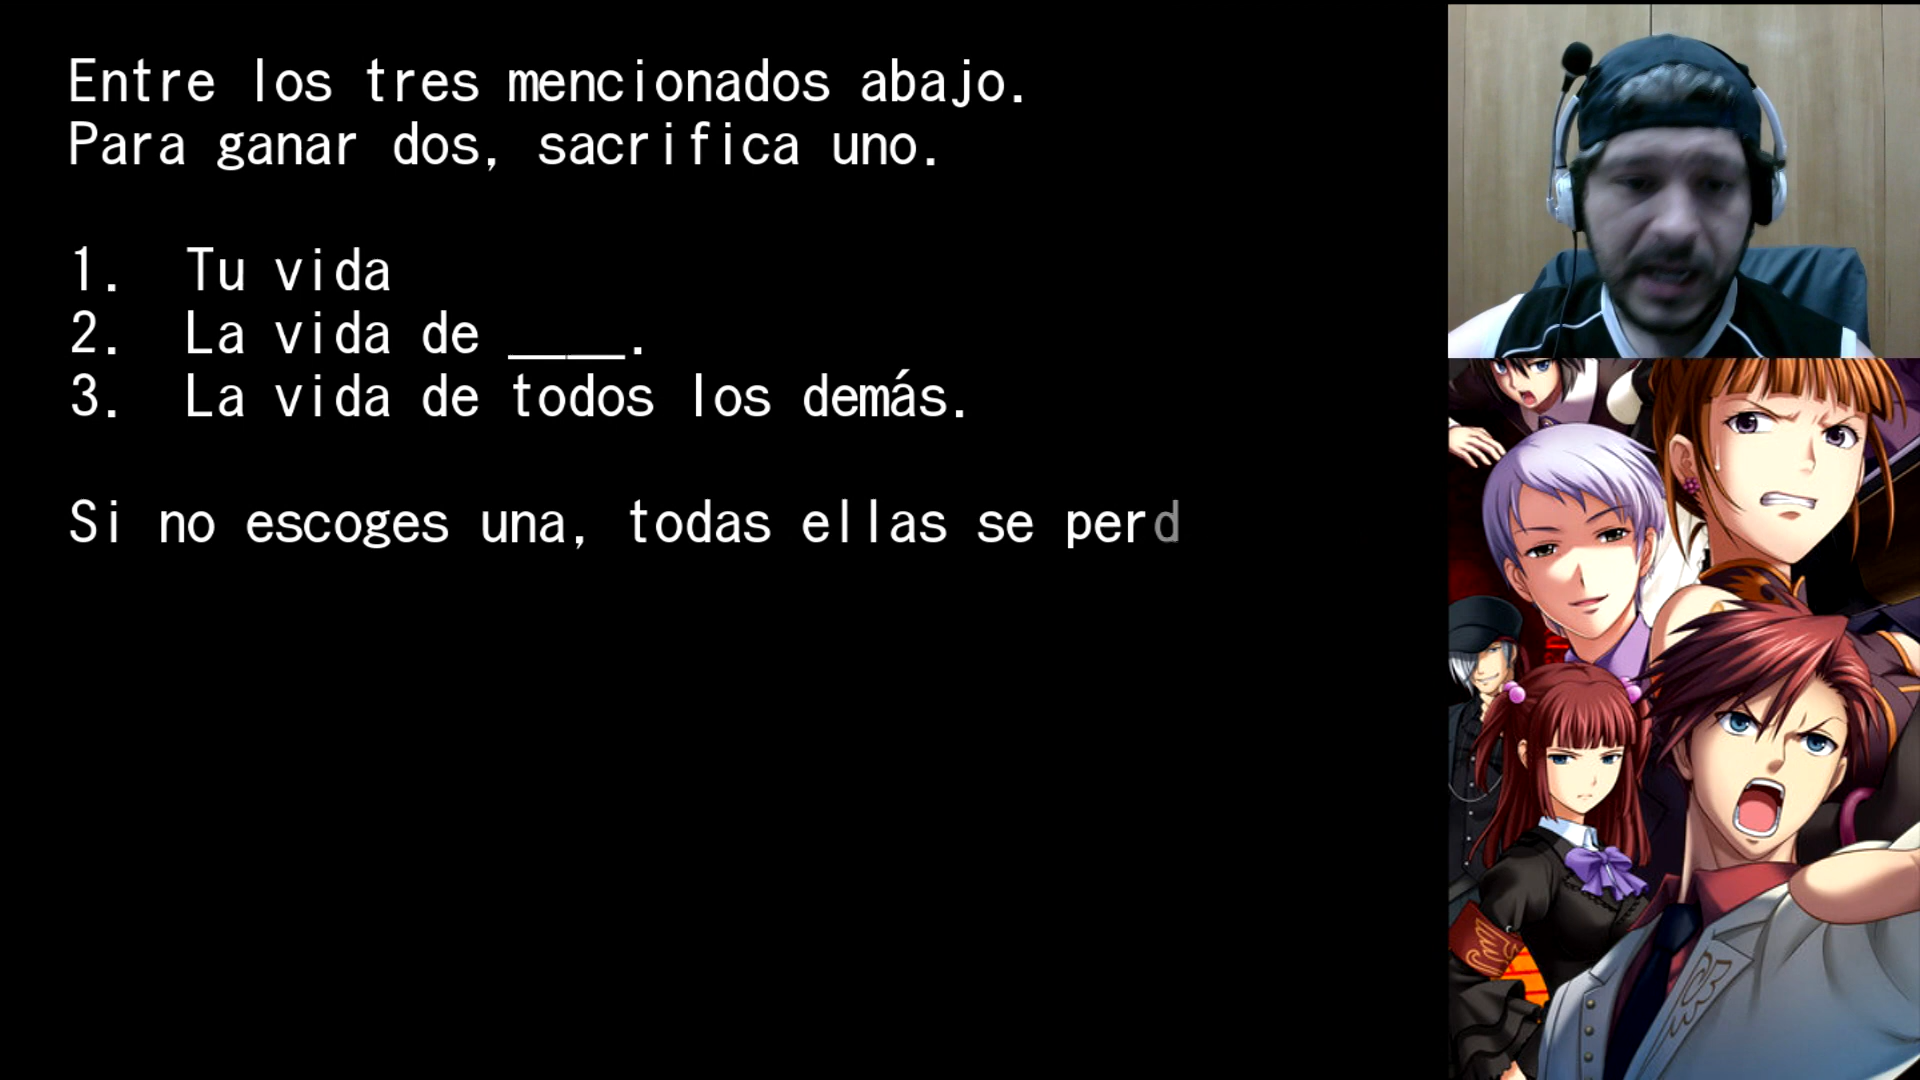 Entre los tres mencionados abajo.
Para ganar dos, sacrifica uno.
1. Tu vida
2. La vida de ____.
3. La vida de todos los demás.
Si no escoges una, todas ellas se perd